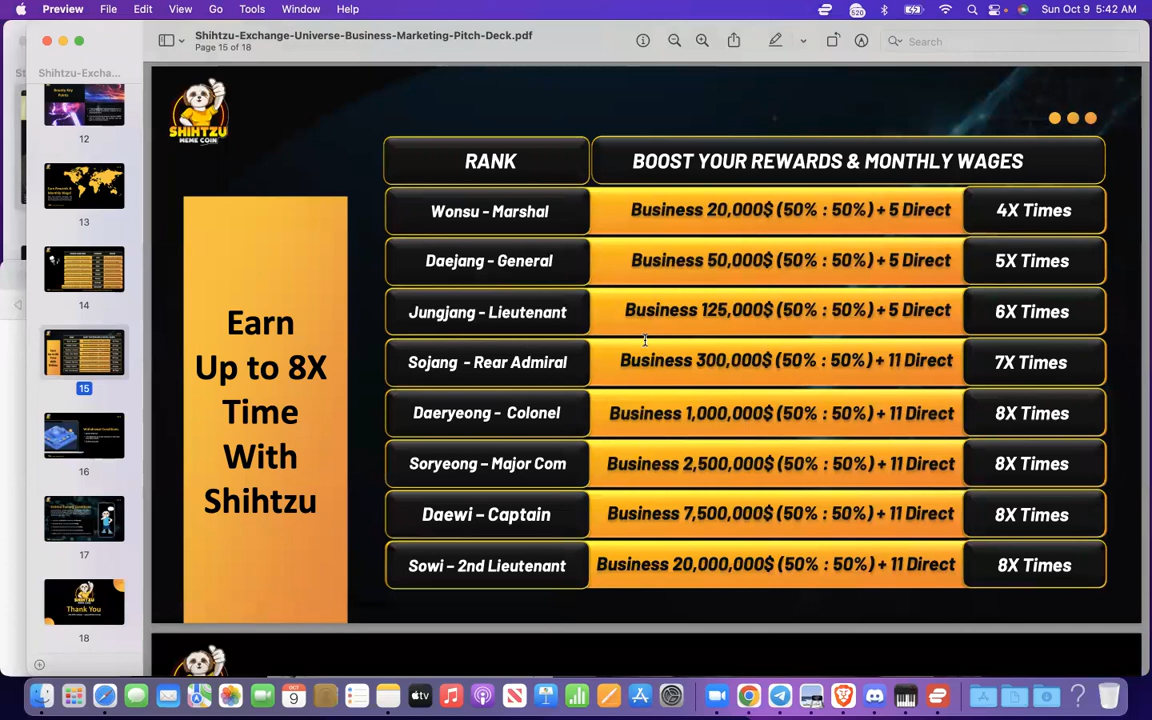 Preview File Edit View Go Tools Window Help
520
Sun Oct 9 5:42 AM
Shihtzu-Exchange-Universe-Business-Marketing-Pitch-Deck.pdf
Page 15 of 18
Search
Shihtzu-Excha...
12
13
14
15
16
17
Thank You
18
SHIHTZU
MEME COIN
Earn
Up to 8X
Time
With
Shihtzu
RANK BOOST YOUR REWARDS & MONTHLY WAGES
Wonsu - Marshal Business 20,000$ (50% : 50%) + 5 Direct 4X Times
Daejang - General Business 50,000$ (50% : 50%) + 5 Direct 5X Times
Jungjang - Lieutenant Business 125,000$ (50% : 50%) + 5 Direct 6X Times
Sojang - Rear Admiral Business 300,000$ (50% : 50%) + 11 Direct 7X Times
Daeryeong - Colonel Business 1,000,000$ (50% : 50%) + 11 Direct 8X Times
Soryeong – Major Com Business 2,500,000$ (50% : 50%) + 11 Direct 8X Times
Daewi – Captain Business 7,500,000$ (50% : 50%) + 11 Direct 8X Times
Sowi – 2nd Lieutenant Business 20,000,000$ (50% : 50%) + 11 Direct 8X Times
OCT
9
tv